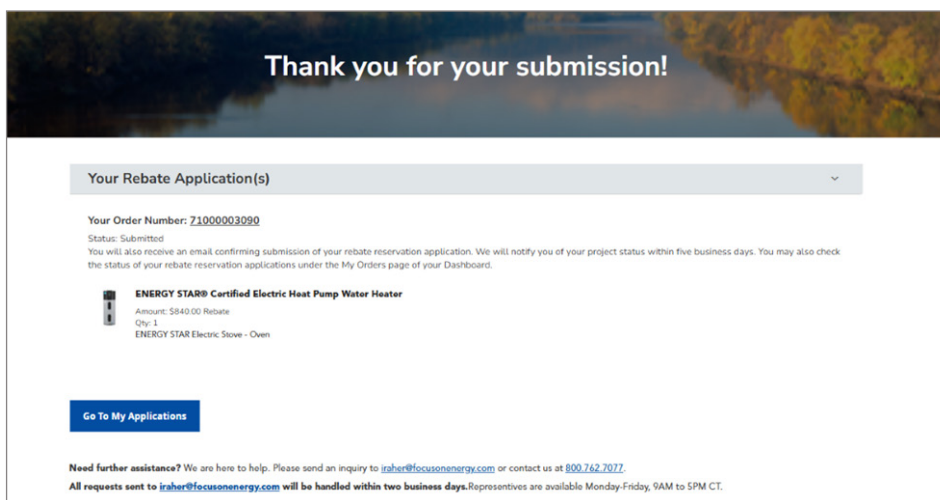 Thank you for your submission!
Your Rebate Application(s)
Your Order Number: 71000003090
Status: Submitted
You will also receive an email confirming submission of your rebate reservation application. We will notify you of your project status within five business days. You may also check
the status of your rebate reservation applications under the My Orders page of your Dashboard.
ENERGY STAR® Certified Electric Heat Pump Water Heater
Amount: $840.00 Rebate
Qty: 1
ENERGY STAR Electric Stove - Oven
Go To My Applications
Need further assistance? We are here to help. Please send an inquiry to iraher@focusonenergy.com or contact us at 800.762.7077.
All requests sent to iraher@focusonenergy.com will be handled within two business days.Representives are available Monday-Friday, 9AM to 5PM CT.